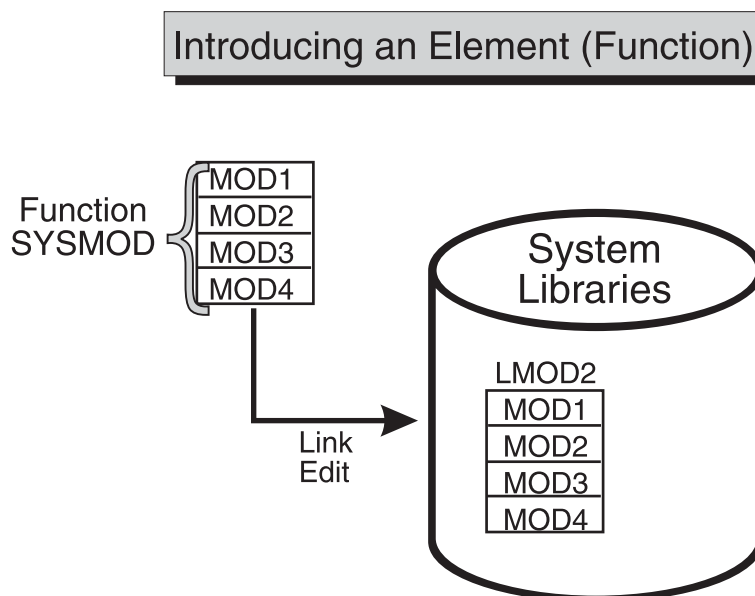 Introducing an Element (Function)
Function
SYSMOD
MOD1
MOD2
MOD3
MOD4
Link
Edit
System
Libraries
LMOD2
MOD1
MOD2
MOD3
MOD4